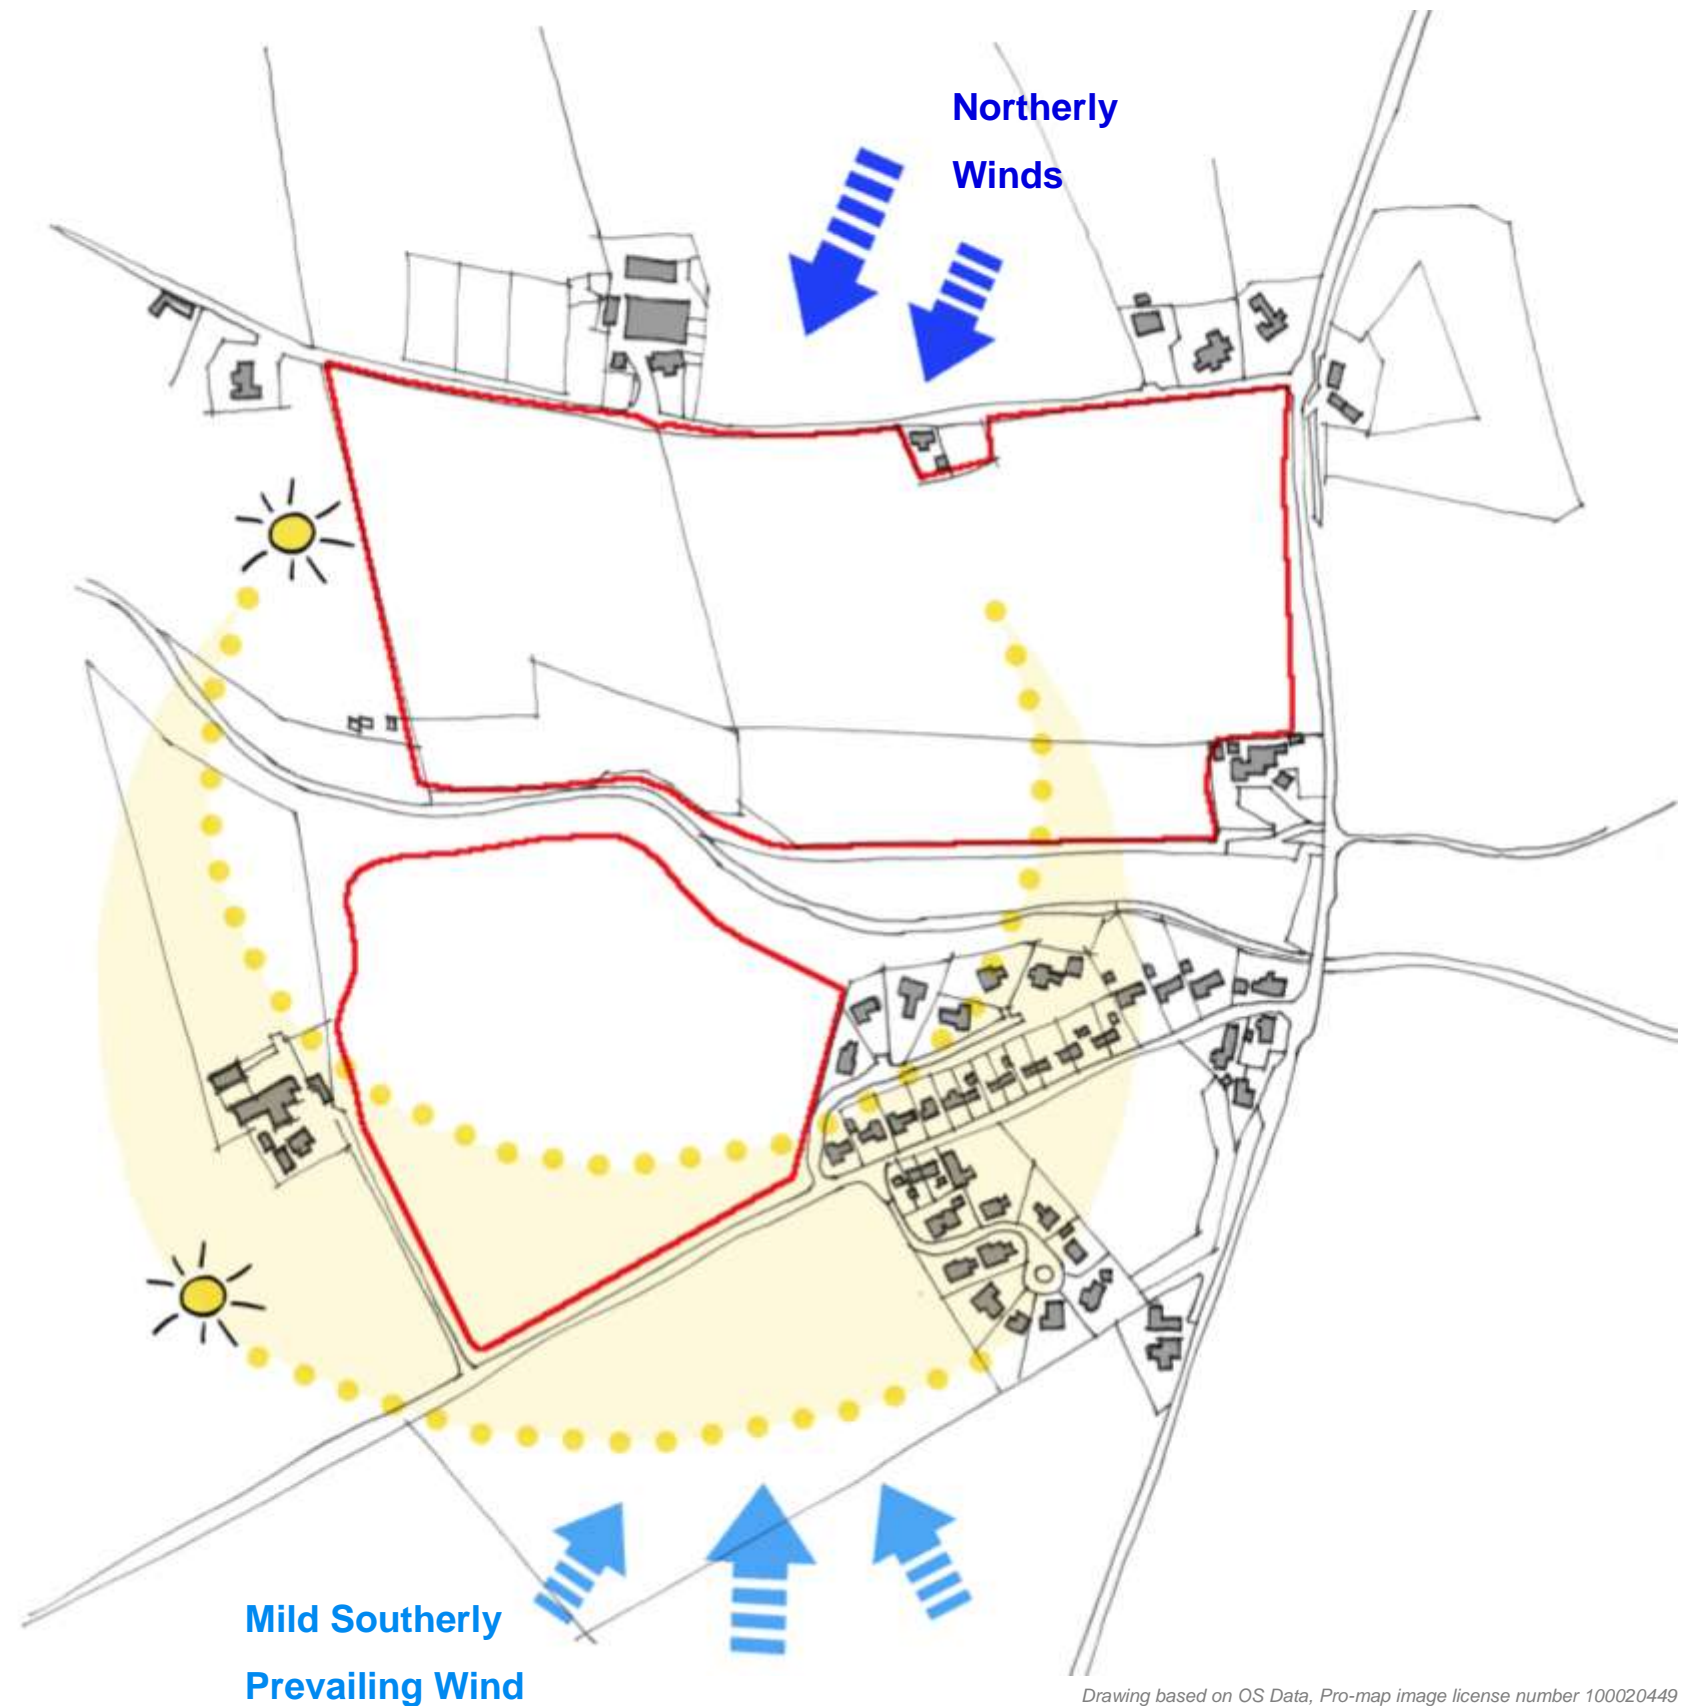 Northerly
Winds
Mild Southerly
Prevailing Wind
Drawing based on OS Data, Pro-map image license number 100020449